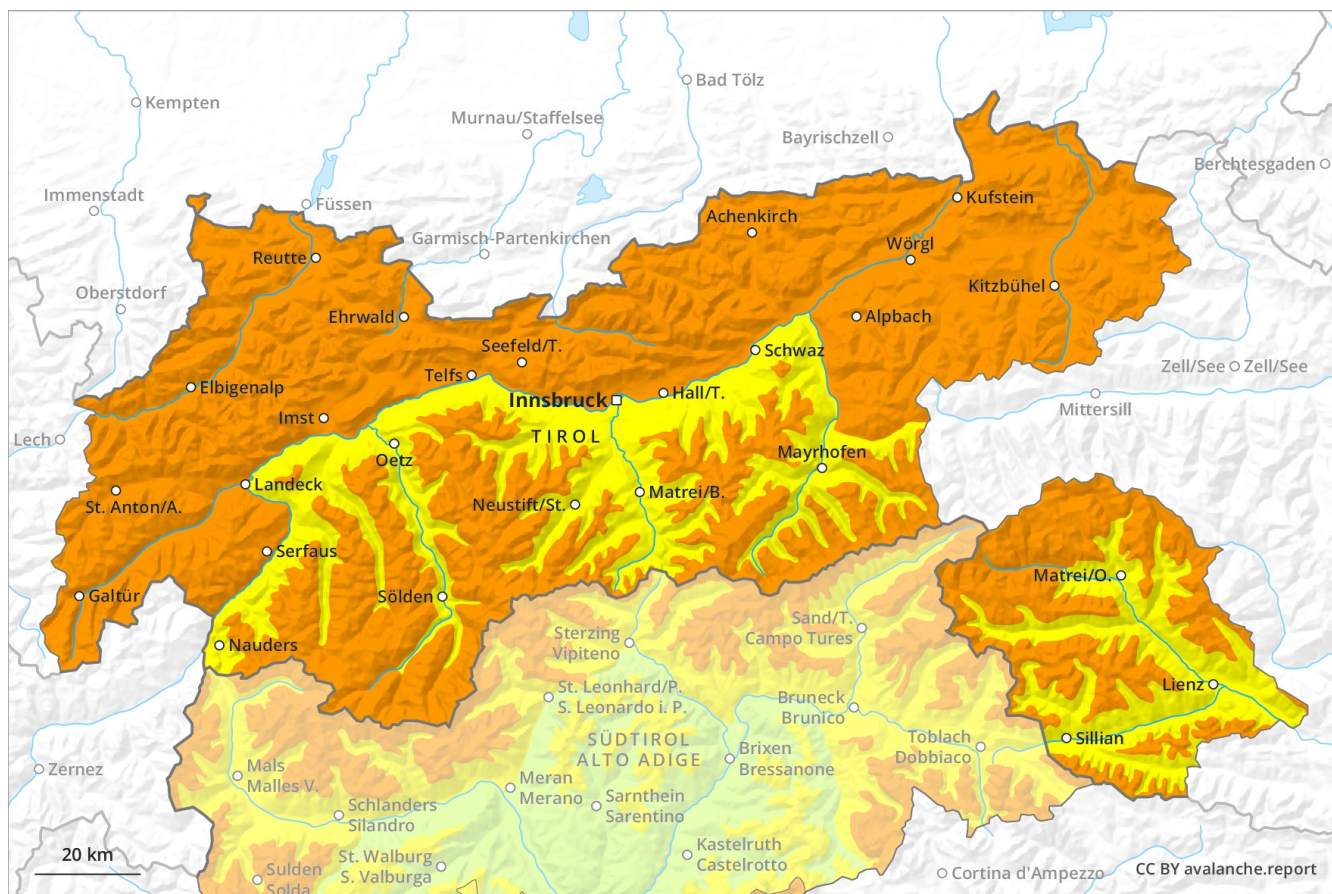 Bad Tölz
Kempten
Murnau/Staffelsee
Bayrischzell
Berchtesgaden
Immenstadt
Füssen
Kufstein
Achenkirch
Garmisch-Partenkirchen
Wörgl
Reutte
Kitzbühel
Oberstdorf
Ehrwald
Alpbach
Seefeld/T.
Schwaz
Zell/See
Zell/See
Telfs
Elbigenalp
Hall/T.
Innsbruck
Mittersill
Imst
TIROL
Lech
Oetz
Mayrhofen
Landeck
Matrei/B.
St. Anton/A.
Neustift/St.
Serfaus
Matrei/O.
Galtür
Sölden
Sand/T.
Campo Tures
Sterzing
Vipiteno
Nauders
Lienz
St. Leonhard/P.
S. Leonardo i. P.
Bruneck
Brunico
SÜDTIROL
ALTO ADIGE
Toblach
Dobbiaco
Sillian
Brixen
Bressanone
Zernez
Mals
Malles V.
Meran
Merano
Sarnthein
Sarentino
Schlanders
Silandro
Kastelruth
Castelrotto
20 km
St. Walburg
S. Valburga
Sulden
Solda
Cortina d'Ampezzo
CC BY avalanche.report